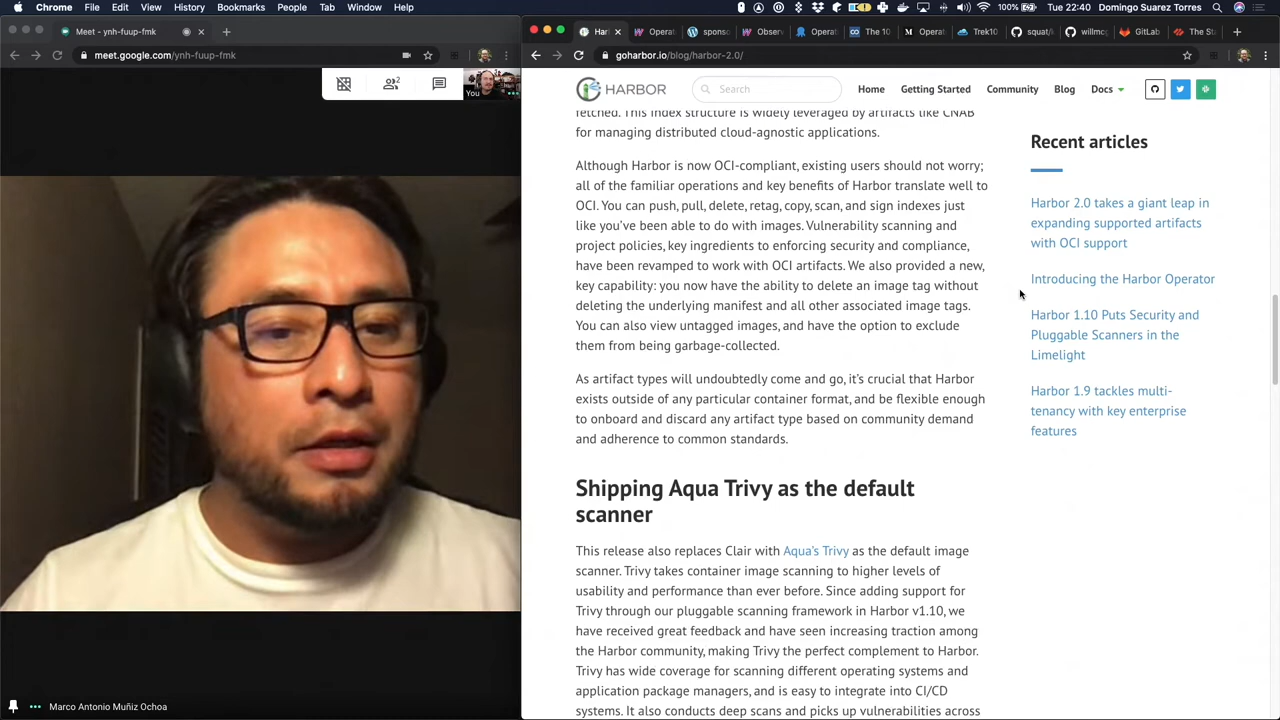 Chrome File Edit View History Bookmarks People Tab Window Help
100% Tue 22:40 Domingo Suarez Torres
Meet - ynh-fuup-fmk
meet.google.com/ynh-fuup-fmk
2
You
Marco Antonio Muñiz Ochoa
Har Operat sponso Observ Operat The 10 Operat Trek10 squat/ willmc GitLab The St
goharbor.io/blog/harbor-2.0/
HARBOR
Search
Home Getting Started Community Blog Docs
fetched. This index structure is widely leveraged by artifacts like CNAB
for managing distributed cloud-agnostic applications.
Although Harbor is now OCI-compliant, existing users should not worry;
all of the familiar operations and key benefits of Harbor translate well to
OCI. You can push, pull, delete, retag, copy, scan, and sign indexes just
like you've been able to do with images. Vulnerability scanning and
project policies, key ingredients to enforcing security and compliance,
have been revamped to work with OCI artifacts. We also provided a new,
key capability: you now have the ability to delete an image tag without
deleting the underlying manifest and all other associated image tags.
You can also view untagged images, and have the option to exclude
them from being garbage-collected.
As artifact types will undoubtedly come and go, it's crucial that Harbor
exists outside of any particular container format, and be flexible enough
to onboard and discard any artifact type based on community demand
and adherence to common standards.
Shipping Aqua Trivy as the default
scanner
This release also replaces Clair with Aqua's Trivy as the default image
scanner. Trivy takes container image scanning to higher levels of
usability and performance than ever before. Since adding support for
Trivy through our pluggable scanning framework in Harbor v1.10, we
have received great feedback and have seen increasing traction among
the Harbor community, making Trivy the perfect complement to Harbor.
Trivy has wide coverage for scanning different operating systems and
application package managers, and is easy to integrate into CI/CD
systems. It also conducts deep scans and picks up vulnerabilities across
Recent articles
Harbor 2.0 takes a giant leap in
expanding supported artifacts
with OCI support
Introducing the Harbor Operator
Harbor 1.10 Puts Security and
Pluggable Scanners in the
Limelight
Harbor 1.9 tackles multi-
tenancy with key enterprise
features